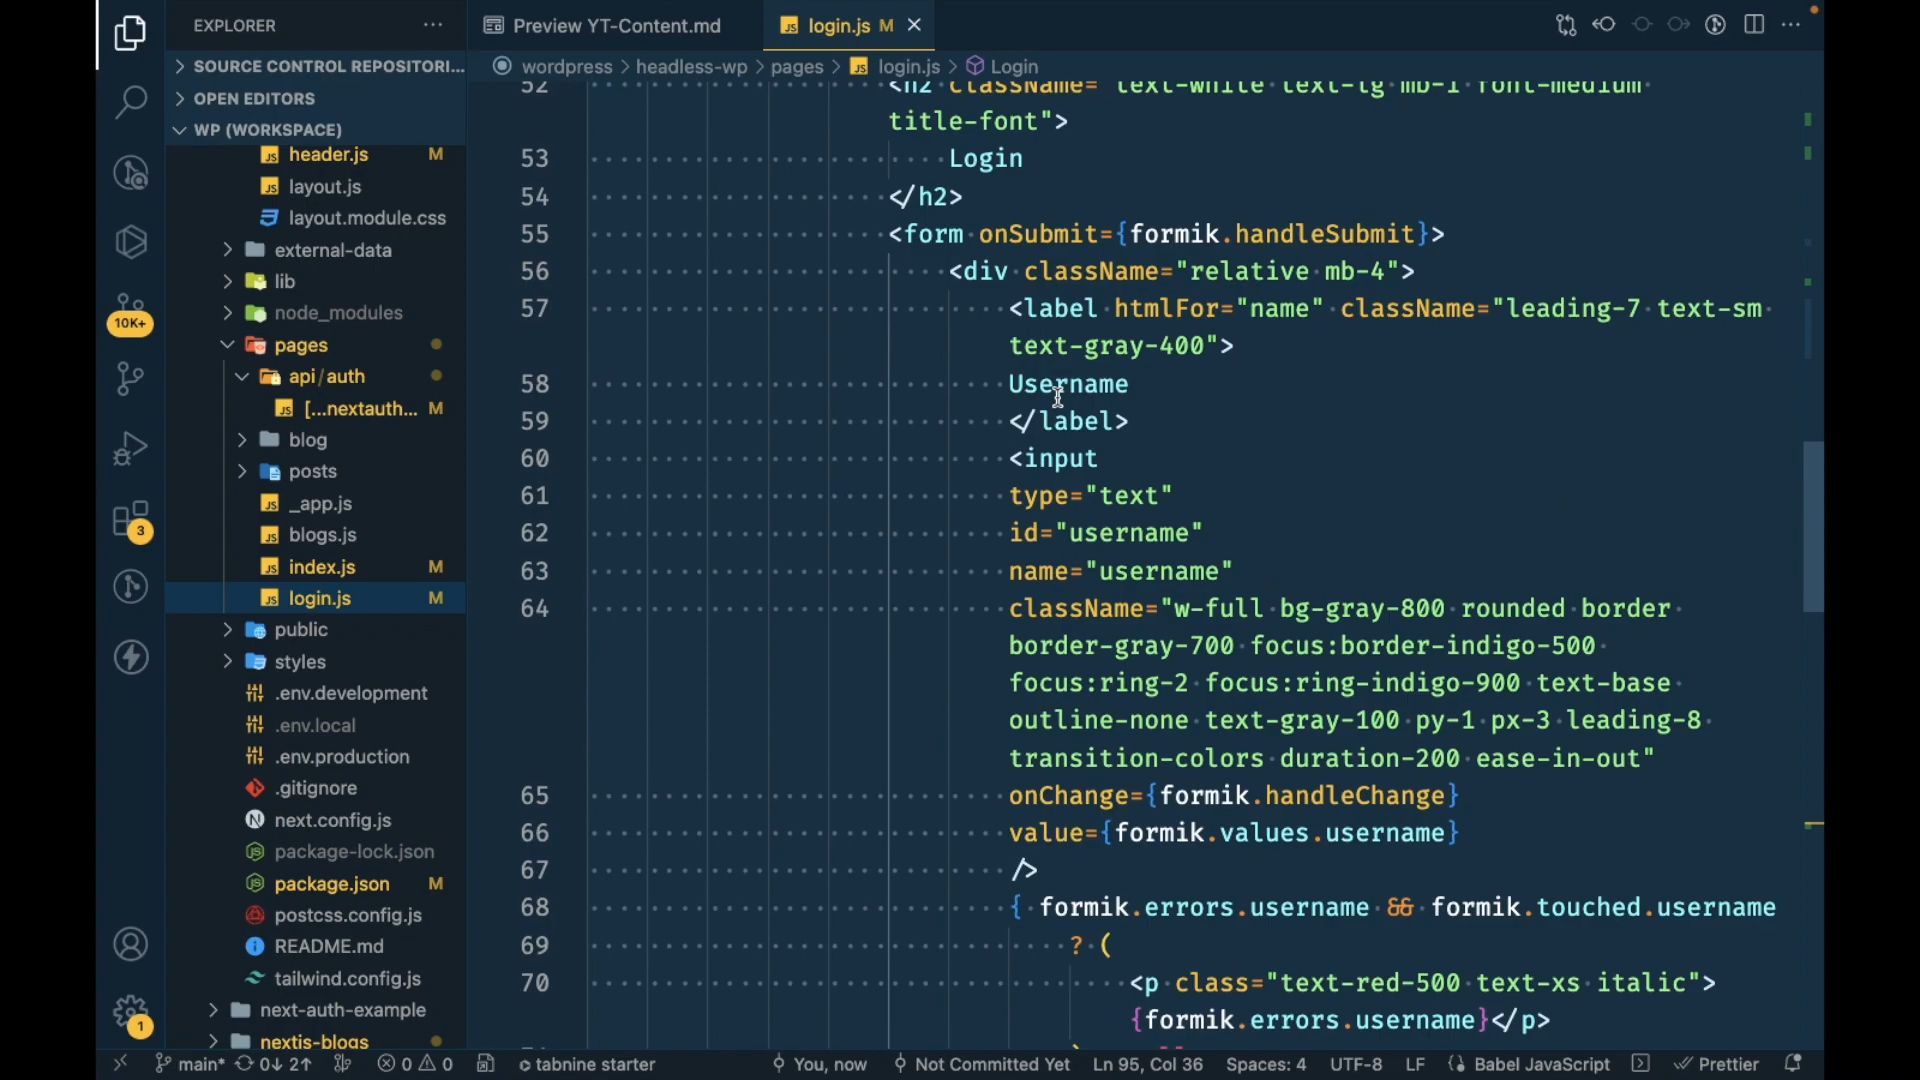 EXPLORER
SOURCE CONTROL REPOSITORI...
OPEN EDITORS
WP (WORKSPACE)
header.js M
layout.js
layout.module.css
external-data
lib
node_modules
pages
api/auth
[...nextauth... M
blog
posts
_app.js
blogs.js
index.js M
login.js M
public
styles
.env.development
.env.local
.env.production
.gitignore
next.config.js
package-lock.json
package.json M
postcss.config.js
README.md
tailwind.config.js
next-auth-example
nextjs-blogs
10K+
3
1
Preview YT-Content.md
login.js M
wordpress > headless-wp > pages > login.js > Login
52 <h2 className="text-white text-lg mb-1 font-medium
title-font">
53 Login
54 </h2>
55 <form onSubmit={formik.handleSubmit}>
56 <div className="relative mb-4">
57 <label htmlFor="name" className="leading-7 text-sm
text-gray-400">
58 Username
59 </label>
60 <input
61 type="text"
62 id="username"
63 name="username"
64 className="w-full bg-gray-800 rounded border
border-gray-700 focus:border-indigo-500
focus:ring-2 focus:ring-indigo-900 text-base
outline-none text-gray-100 py-1 px-3 leading-8
transition-colors duration-200 ease-in-out"
65 onChange={formik.handleChange}
66 value={formik.values.username}
67 />
68 { formik.errors.username && formik.touched.username
69 ? (
70 <p class="text-red-500 text-xs italic">
{formik.errors.username}</p>
main* 0↓ 2↑ 0 0 tabnine starter You, now Not Committed Yet Ln 95, Col 36 Spaces: 4 UTF-8 LF Babel JavaScript Prettier